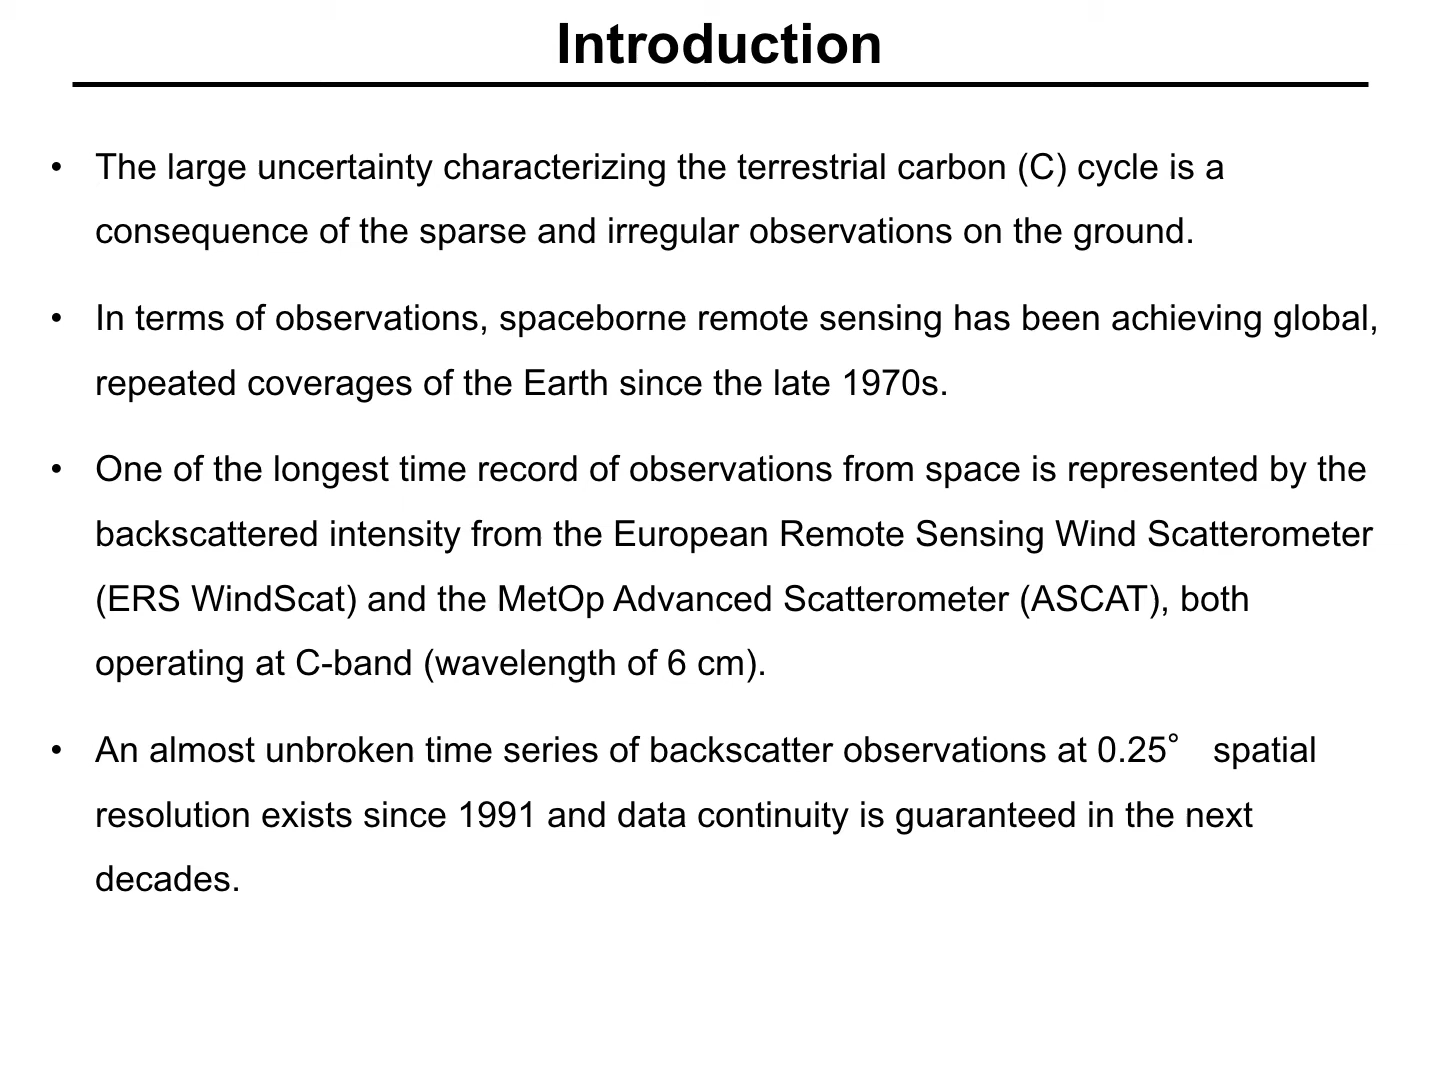 Introduction
• The large uncertainty characterizing the terrestrial carbon (C) cycle is a
consequence of the sparse and irregular observations on the ground.
• In terms of observations, spaceborne remote sensing has been achieving global,
repeated coverages of the Earth since the late 1970s.
• One of the longest time record of observations from space is represented by the
backscattered intensity from the European Remote Sensing Wind Scatterometer
(ERS WindScat) and the MetOp Advanced Scatterometer (ASCAT), both
operating at C-band (wavelength of 6 cm).
• An almost unbroken time series of backscatter observations at 0.25° spatial
resolution exists since 1991 and data continuity is guaranteed in the next
decades.